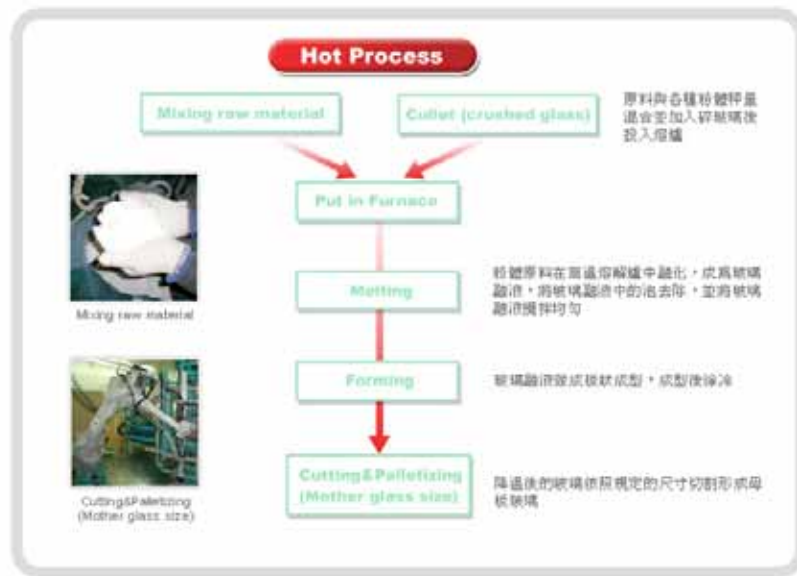 Hot Process
Mixing raw material
Cullet (crushed glass)
原料與各種粉體秤量
混合並加入碎玻璃後
投入熔爐
Put in Furnace
Mixing raw material
Melting
粉體原料在高溫熔解爐中融化，成為玻璃
融液，將玻璃融液中的泡去除，並將玻璃
融液攪拌均勻
Forming
玻璃融液做成板狀成型，成型後徐冷
Cutting&Palletizing
(Mother glass size)
Cutting&Palletizing
(Mother glass size)
降溫後的玻璃依照規定的尺寸切割形成母
板玻璃